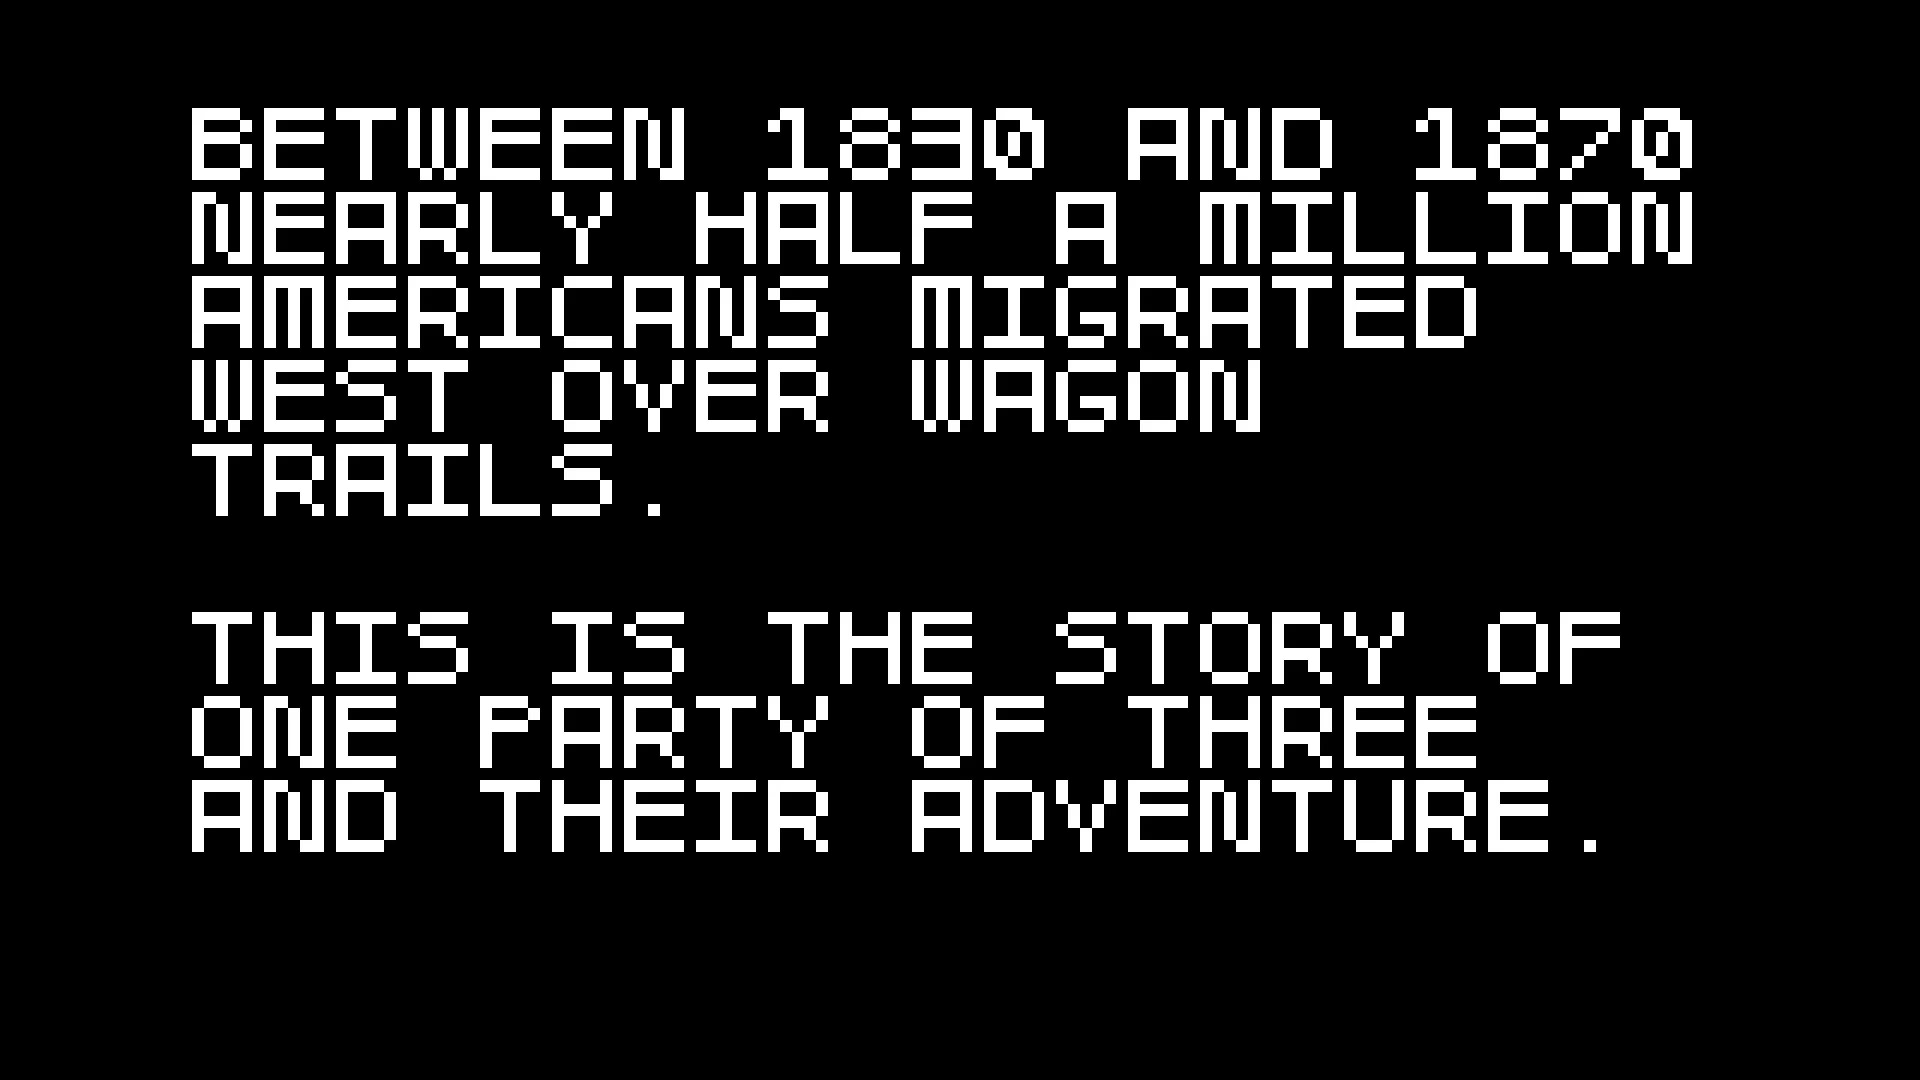 BETWEEN 1830 AND 1870
NEARLY HALF A MILLION
AMERICANS MIGRATED
WEST OVER WAGON
TRAILS.
THIS IS THE STORY OF
ONE PARTY OF THREE
AND THEIR ADVENTURE.